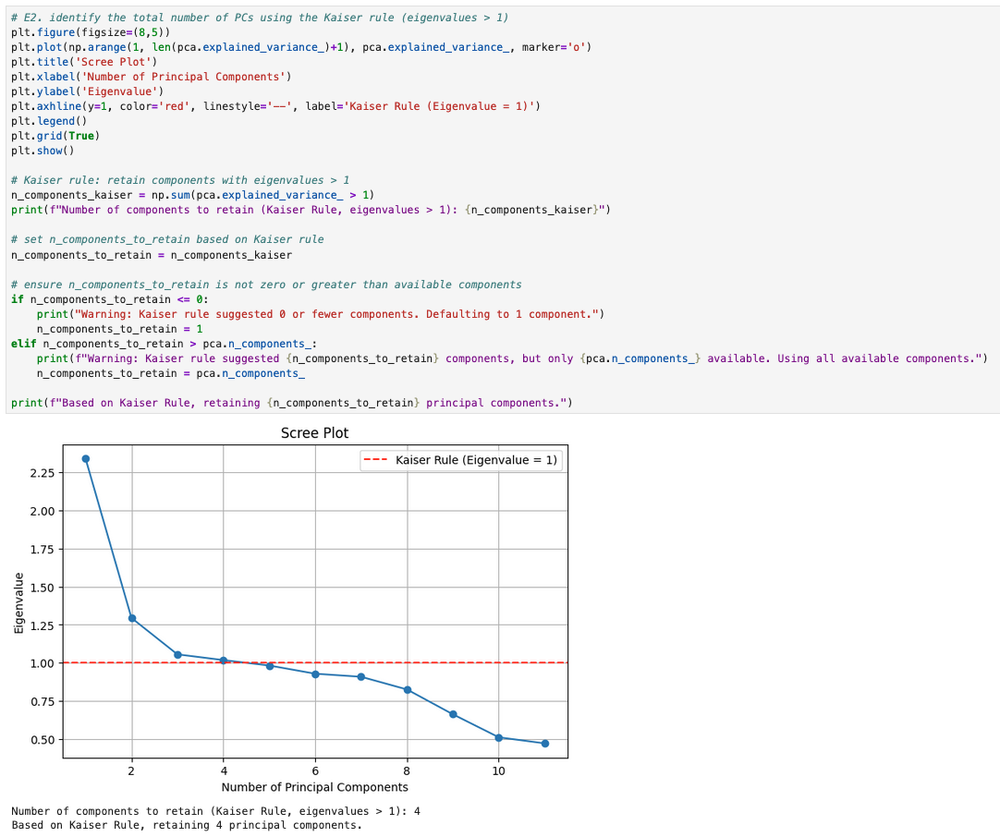 # E2. identify the total number of PCs using the Kaiser rule (eigenvalues > 1)
plt.figure(figsize=(8,5))
plt.plot(np.arange(1, len(pca.explained_variance_)+1), pca.explained_variance_, marker='o')
plt.title('Scree Plot')
plt.xlabel('Number of Principal Components')
plt.ylabel('Eigenvalue')
plt.axhline(y=1, color='red', linestyle='--', label='Kaiser Rule (Eigenvalue = 1)')
plt.legend()
plt.grid(True)
plt.show()

# Kaiser rule: retain components with eigenvalues > 1
n_components_kaiser = np.sum(pca.explained_variance_ > 1)
print(f"Number of components to retain (Kaiser Rule, eigenvalues > 1): {n_components_kaiser}")

# set n_components_to_retain based on Kaiser rule
n_components_to_retain = n_components_kaiser

# ensure n_components_to_retain is not zero or greater than available components
if n_components_to_retain <= 0:
    print("Warning: Kaiser rule suggested 0 or fewer components. Defaulting to 1 component.")
    n_components_to_retain = 1
elif n_components_to_retain > pca.n_components_:
    print(f"Warning: Kaiser rule suggested {n_components_to_retain} components, but only {pca.n_components_} available. Using all available components.")
    n_components_to_retain = pca.n_components_

print(f"Based on Kaiser Rule, retaining {n_components_to_retain} principal components.")
Scree Plot
Kaiser Rule (Eigenvalue = 1)
2.25
2.00
1.75
1.50
1.25
1.00
0.75
0.50
Eigenvalue
2 4 6 8 10
Number of Principal Components
Number of components to retain (Kaiser Rule, eigenvalues > 1): 4
Based on Kaiser Rule, retaining 4 principal components.